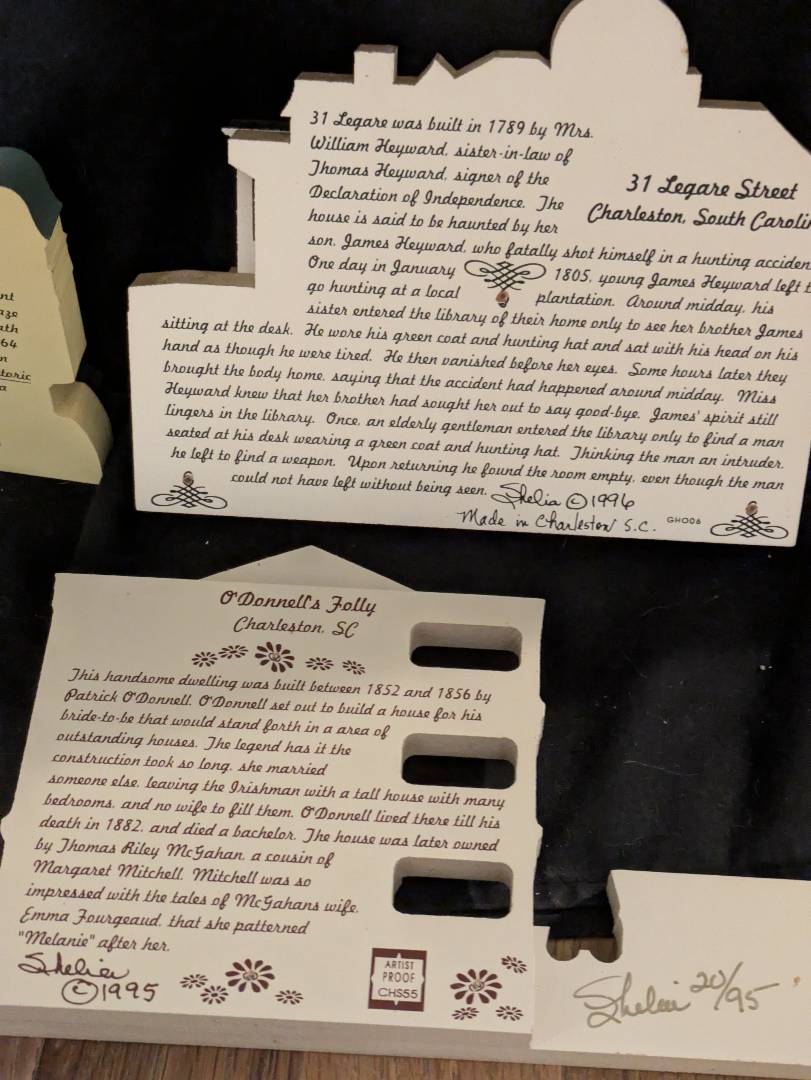 31 Legare was built in 1789 by Mrs.
William Heyward, sister-in-law of
Thomas Heyward, signer of the
Declaration of Independence. The
house is said to be haunted by her
son, James Heyward, who fatally shot himself in a hunting
One day in January 1805, young James Heyward left
go hunting at a local plantation. Around midday, his
sister entered the library of their home only to see her brother James
sitting at the desk. He wore his green coat and hunting hat and sat with his head on his
hand as though he were tired. He then vanished before her eyes. Some hours later they
brought the body home, saying that the accident had happened around midday. Miss
Heyward knew that her brother had sought her out to say good-bye. James' spirit still
lingers in the library. Once, an elderly gentleman entered the library only to find a man
seated at his desk wearing a green coat and hunting hat. Thinking the man an intruder,
he left to find a weapon. Upon returning he found the room empty, even though the man
could not have left without being seen.
Shelia ©1996
Made in Charleston S.C.
GHO06
31 Legare Street
Charleston, South
64
O'Donnell's Folly
Charleston, SC
This handsome dwelling was built between 1852 and 1856 by
Patrick O'Donnell. O'Donnell set out to build a house for his
bride-to-be that would stand forth in a area of
outstanding houses. The legend has it the
construction took so long, she married
someone else, leaving the Irishman with a tall house with many
bedrooms, and no wife to fill them. O'Donnell lived there till his
death in 1882, and died a bachelor. The house was later owned
by Thomas Riley McGahan, a cousin of
Margaret Mitchell. Mitchell was so
impressed with the tales of McGahans wife,
Emma Fourgeaud, that she patterned
"Melanie" after her.
Shelia
©1995
ARTIST
PROOF
CHS55
Shelia 20/95